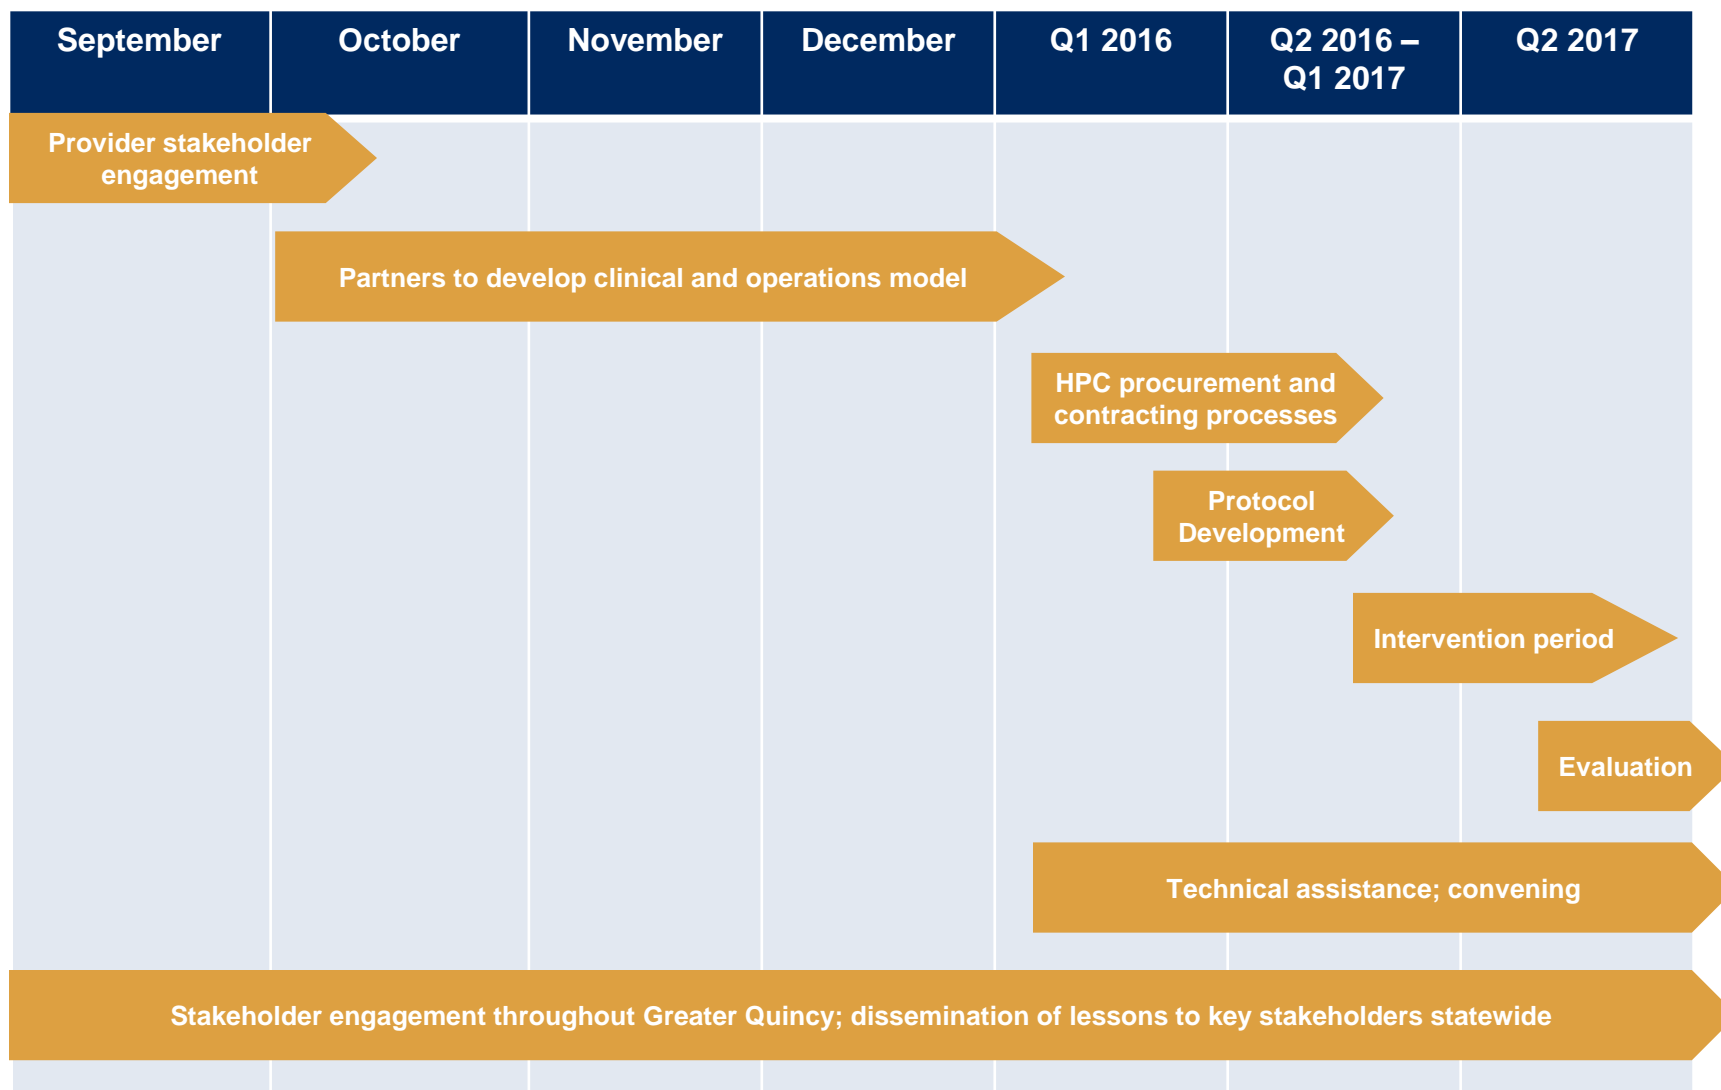 September
October
November
December
Q1 2016
Q2 2016 –
Q1 2017
Q2 2017
Provider stakeholder
engagement
Partners to develop clinical and operations model
HPC procurement and
contracting processes
Protocol
Development
Intervention period
Evaluation
Technical assistance; convening
Stakeholder engagement throughout Greater Quincy; dissemination of lessons to key stakeholders statewide